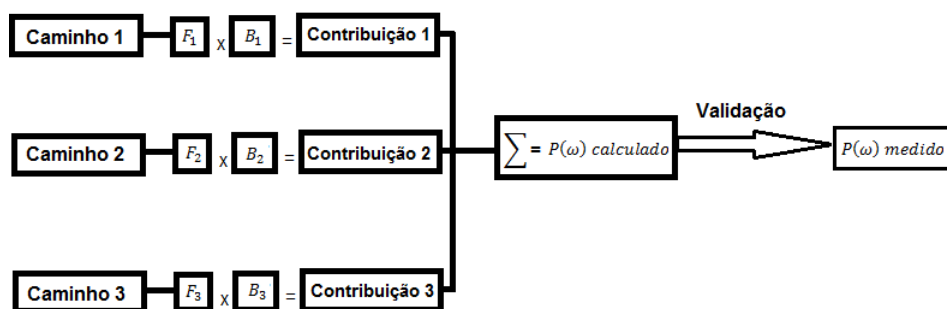 Caminho 1 F₁ x B₁ = Contribuição 1
Validação
Caminho 2 F₂ x B₂ = Contribuição 2 ∑ = P(ω) calculado P(ω) medido
Caminho 3 F₃ x B₃ = Contribuição 3